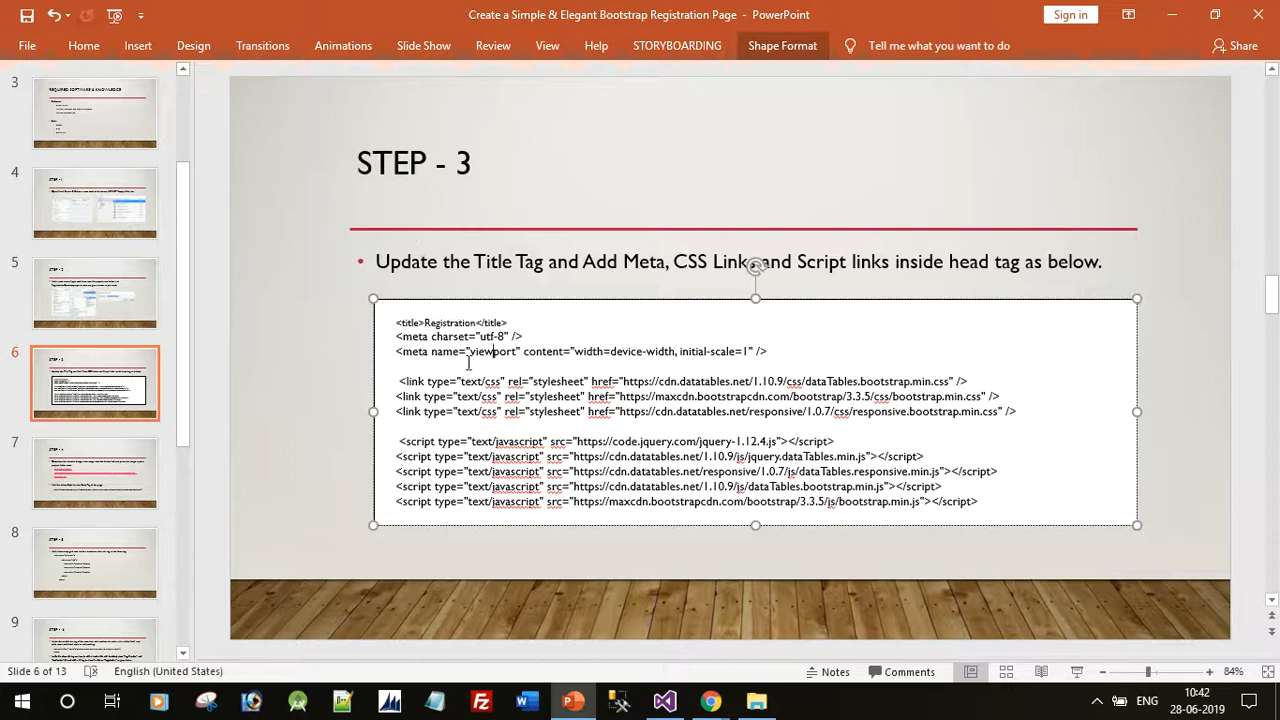 Create a Simple & Elegant Bootstrap Registration Page - PowerPoint
Sign in
File Home Insert Design Transitions Animations Slide Show Review View Help STORYBOARDING Shape Format Tell me what you want to do Share
3
4
5
6
7
8
9
STEP - 3
• Update the Title Tag and Add Meta, CSS Link, and Script links inside head tag as below.
<title>Registration</title>
<meta charset="utf-8" />
<meta name="viewport" content="width=device-width, initial-scale=1" />
<link type="text/css" rel="stylesheet" href="https://cdn.datatables.net/1.10.9/css/dataTables.bootstrap.min.css" />
<link type="text/css" rel="stylesheet" href="https://maxcdn.bootstrapcdn.com/bootstrap/3.3.5/css/bootstrap.min.css" />
<link type="text/css" rel="stylesheet" href="https://cdn.datatables.net/responsive/1.0.7/css/responsive.bootstrap.min.css" />
<script type="text/javascript" src="https://code.jquery.com/jquery-1.12.4.js"></script>
<script type="text/javascript" src="https://cdn.datatables.net/1.10.9/js/jquery.dataTables.min.js"></script>
<script type="text/javascript" src="https://cdn.datatables.net/responsive/1.0.7/js/dataTables.responsive.min.js"></script>
<script type="text/javascript" src="https://cdn.datatables.net/1.10.9/js/dataTables.bootstrap.min.js"></script>
<script type="text/javascript" src="https://maxcdn.bootstrapcdn.com/bootstrap/3.3.5/js/bootstrap.min.js"></script>
Slide 6 of 13 English (United States) Notes Comments 84%
ENG 10:42
28-06-2019